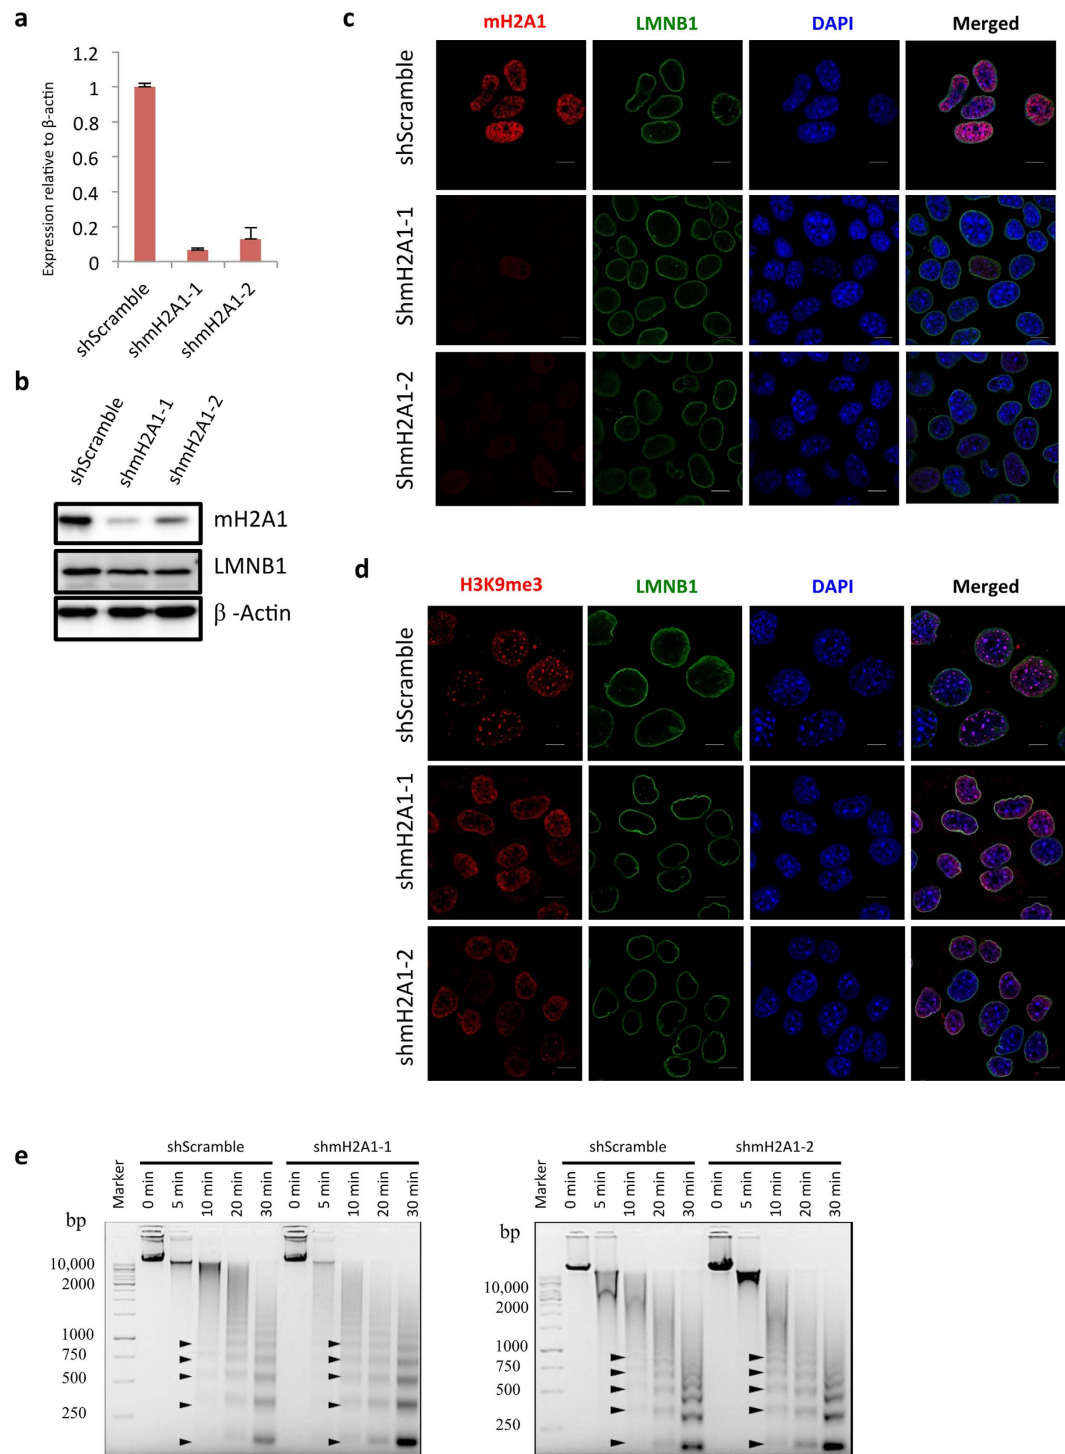 a
Expression relative to β-actin
1.2
1
0.8
0.6
0.4
0.2
0
shScramble
shmH2A1-1
shmH2A1-2
b
shScramble
shmH2A1-1
shmH2A1-2
mH2A1
LMNB1
β -Actin
c
mH2A1 LMNB1 DAPI Merged
shScramble
ShmH2A1-1
ShmH2A1-2
d
H3K9me3 LMNB1 DAPI Merged
shScramble
shmH2A1-1
shmH2A1-2
e
shScramble shmH2A1-1
Marker 0 min 5 min 10 min 20 min 30 min 0 min 5 min 10 min 20 min 30 min
bp
10,000
2000
1000
750
500
250
shScramble shmH2A1-2
Marker 0 min 5 min 10 min 20 min 30 min 0 min 5 min 10 min 20 min 30 min
bp
10,000
2000
1000
750
500
250